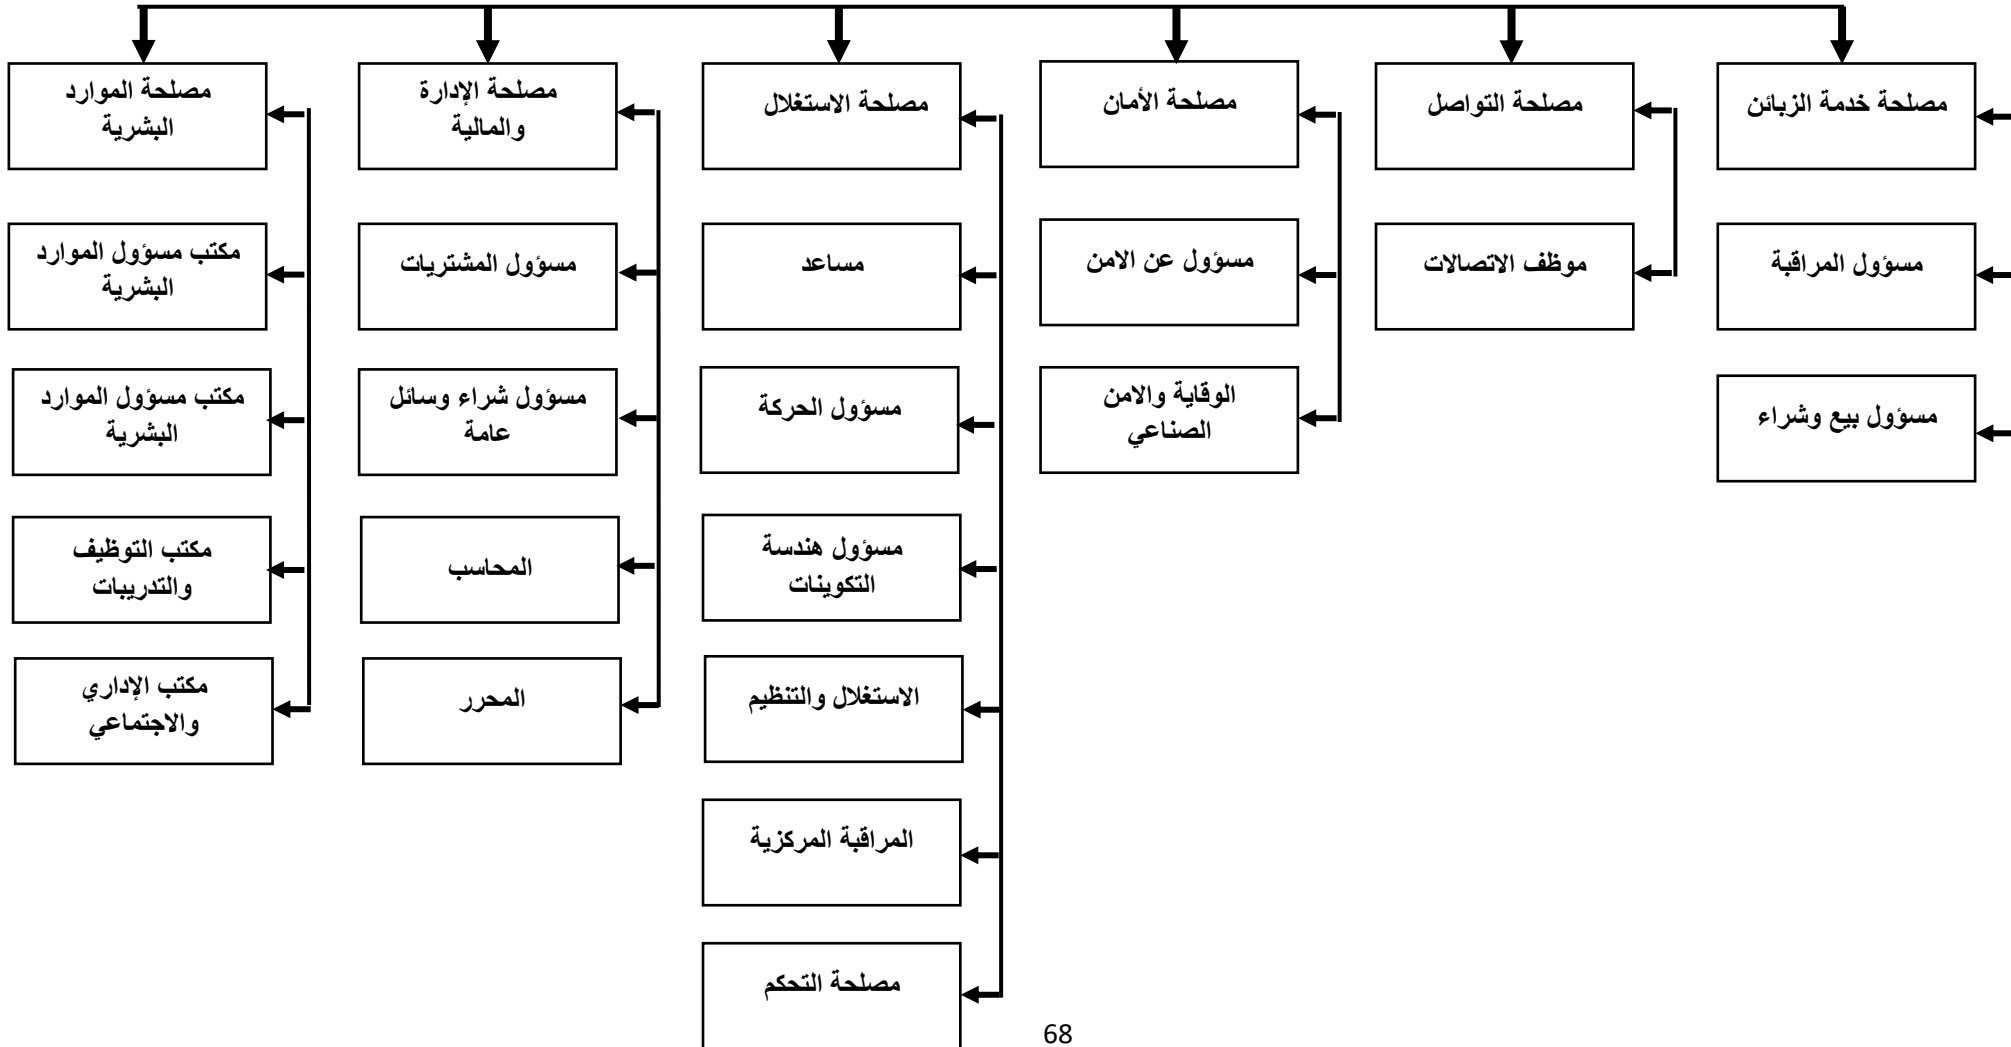 مصلحة خدمة الزبائن
مسؤول المراقبة
مسؤول بيع وشراء
مصلحة التواصل
موظف الاتصالات
مصلحة الأمان
مسؤول عن الامن
الوقاية والامن
الصناعي
مصلحة الاستغلال
مساعد
مسؤول الحركة
مسؤول هندسة
التكوينات
الاستغلال والتنظيم
المراقبة المركزية
مصلحة التحكم
مصلحة الإدارة
والمالية
مسؤول المشتريات
مسؤول شراء وسائل
عامة
المحاسب
المحرر
مصلحة الموارد
البشرية
مكتب مسؤول الموارد
البشرية
مكتب مسؤول الموارد
البشرية
مكتب التوظيف
والتدريبات
مكتب الإداري
والاجتماعي
68